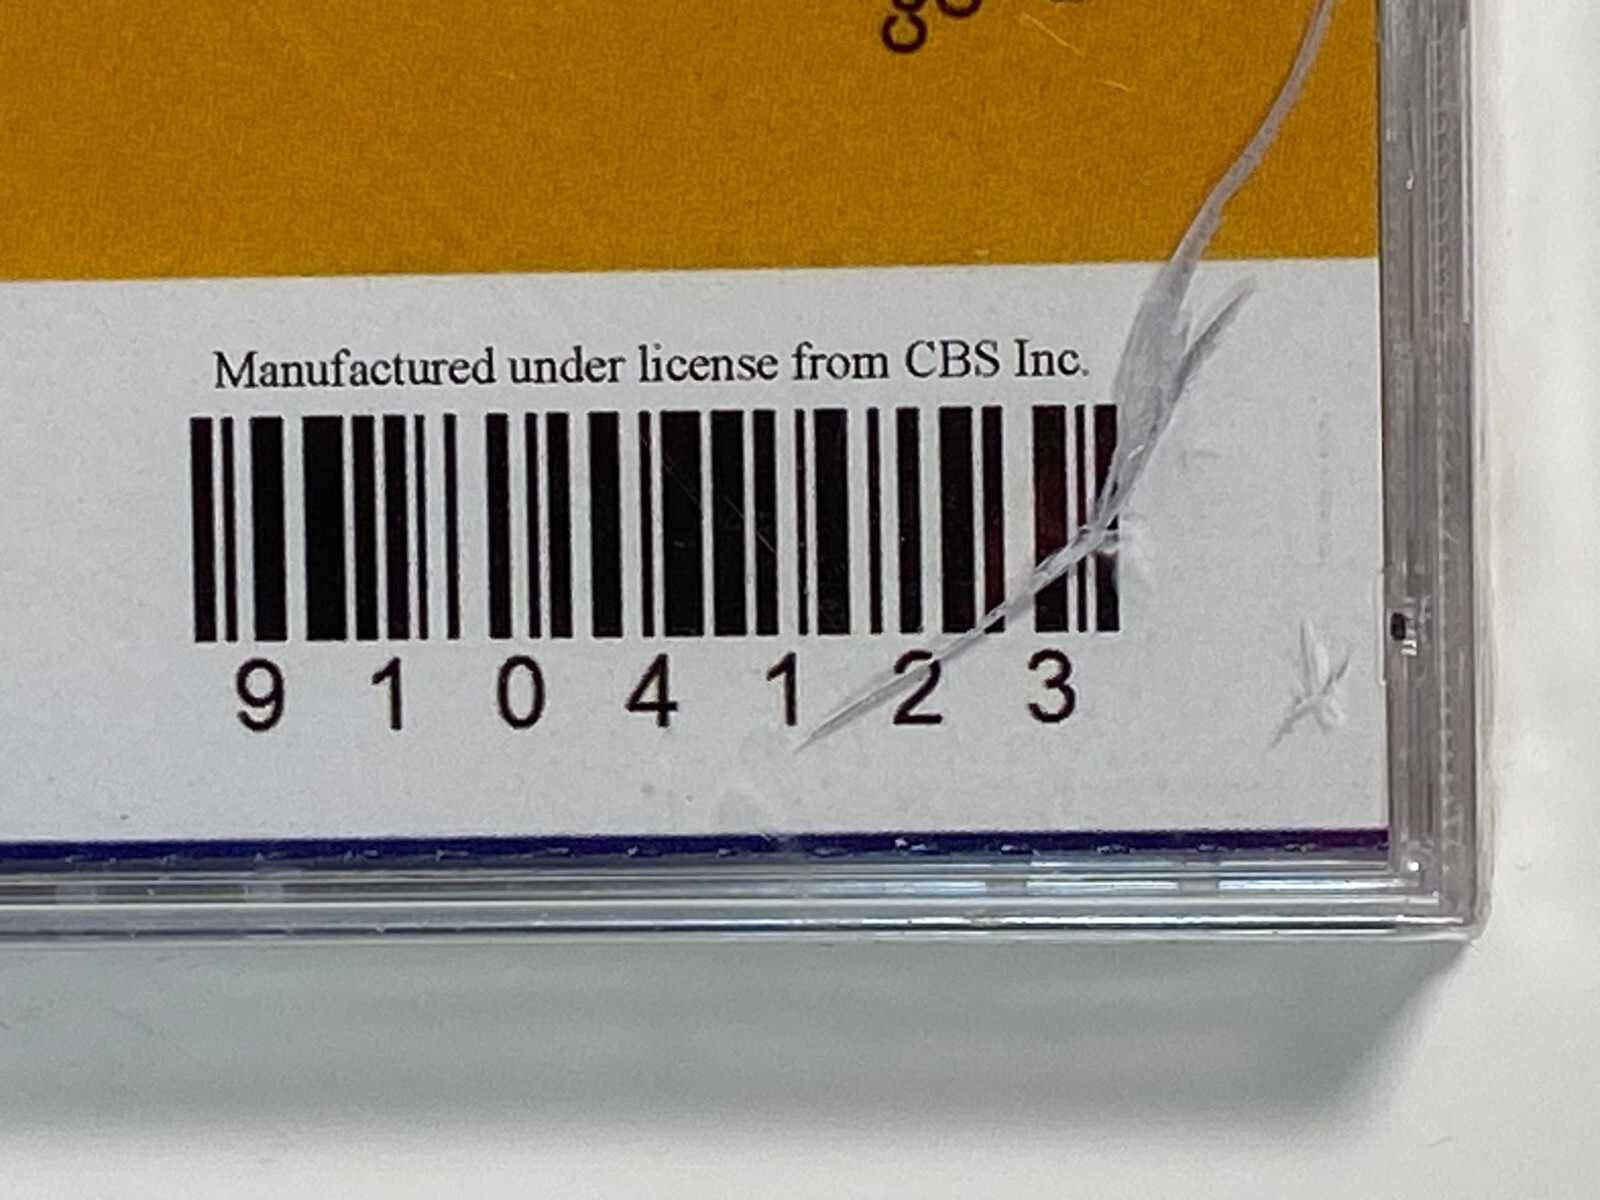 Manufactured under license from CBS Inc.
9 1 0 4 1 2 3